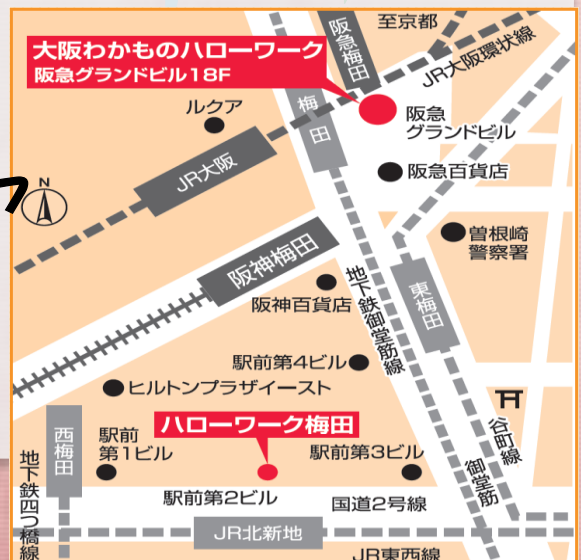 至京都
阪急梅田
大阪わかものハローワーク
阪急グランドビル18F
JR大阪環状線
ルクア
梅田
阪急
グランドビル
JR大阪
阪急百貨店
N
曽根崎
警察署
阪神梅田
地下鉄御堂筋線
東梅田
阪神百貨店
駅前第4ビル
ヒルトンプラザイースト
ハローワーク梅田
西梅田
駅前
第1ビル
駅前第3ビル
谷町線
御堂筋
地下鉄四つ橋線
駅前第2ビル
国道2号線
JR北新地
JR東西線